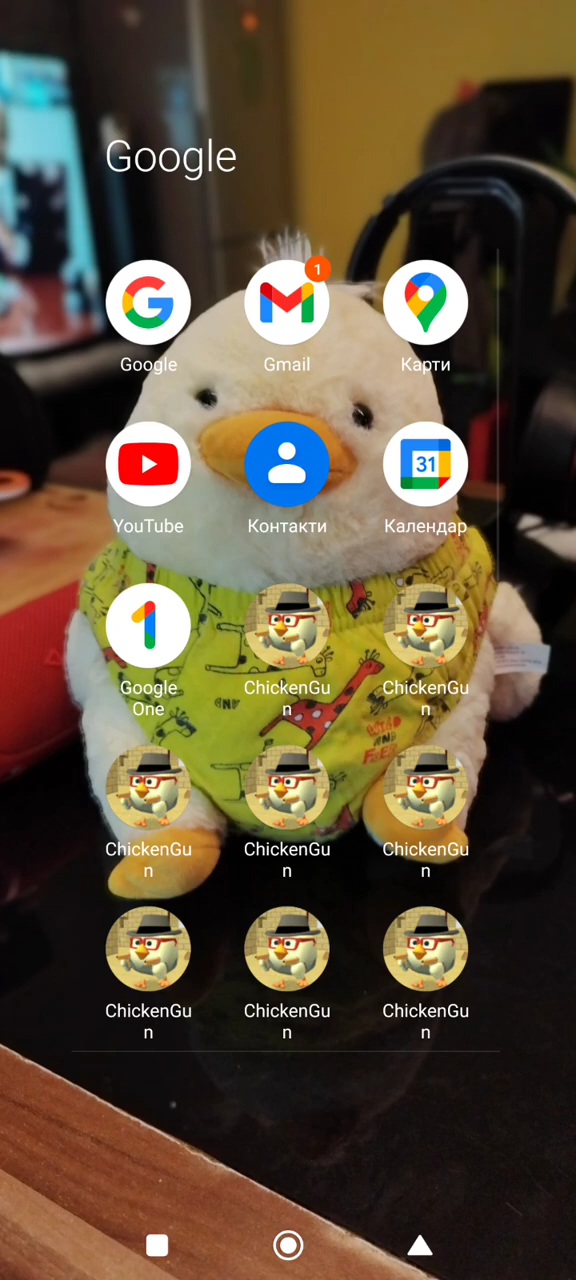 Google
1
Google
Gmail
Карти
31
YouTube
Контакти
Календар
Google
One
ChickenGu
n
ChickenGu
n
ChickenGu
n
ChickenGu
n
ChickenGu
n
ChickenGu
n
ChickenGu
n
ChickenGu
n